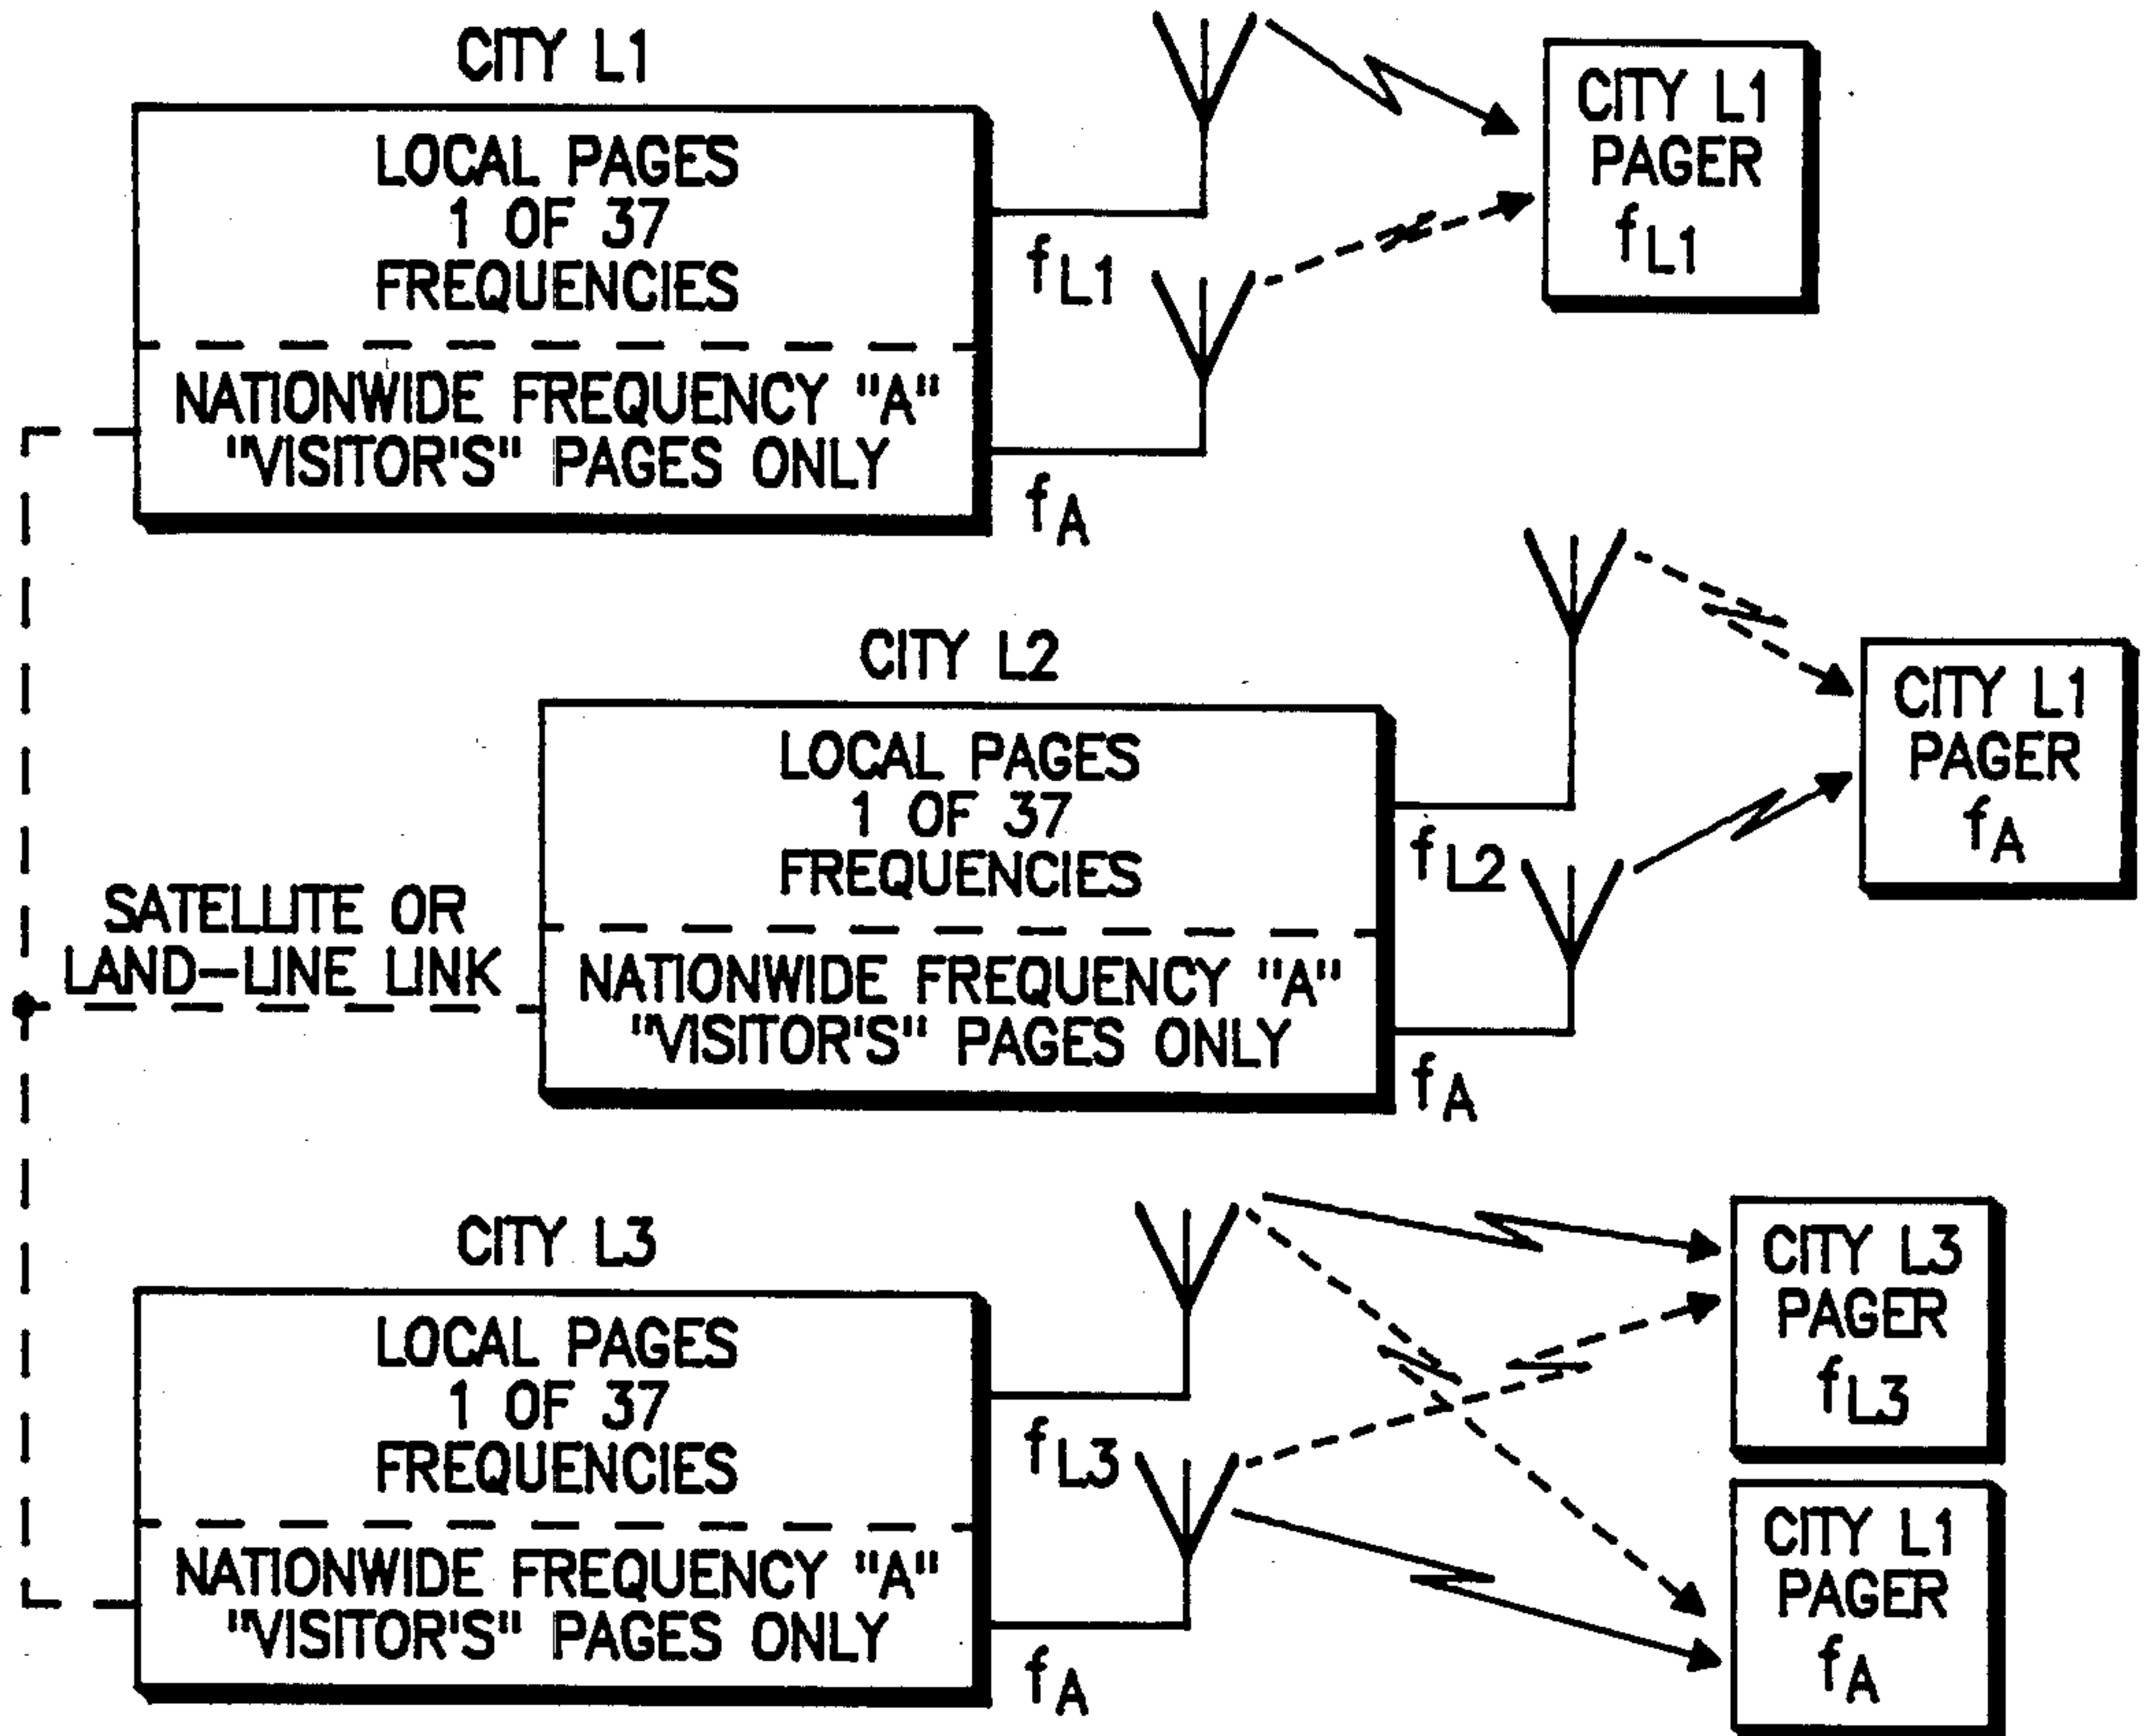 CITY L1
LOCAL PAGES
1 OF 37
FREQUENCIES
NATIONWIDE FREQUENCY "A"
"VISITOR'S" PAGES ONLY
fL1
fA
CITY L1
PAGER
fL1
CITY L2
LOCAL PAGES
1 OF 37
FREQUENCIES
NATIONWIDE FREQUENCY "A"
"VISITOR'S" PAGES ONLY
fL2
fA
CITY L1
PAGER
fA
SATELLITE OR
LAND-LINE LINK
CITY L3
LOCAL PAGES
1 OF 37
FREQUENCIES
NATIONWIDE FREQUENCY "A"
"VISITOR'S" PAGES ONLY
fL3
fA
CITY L3
PAGER
fL3
CITY L1
PAGER
fA